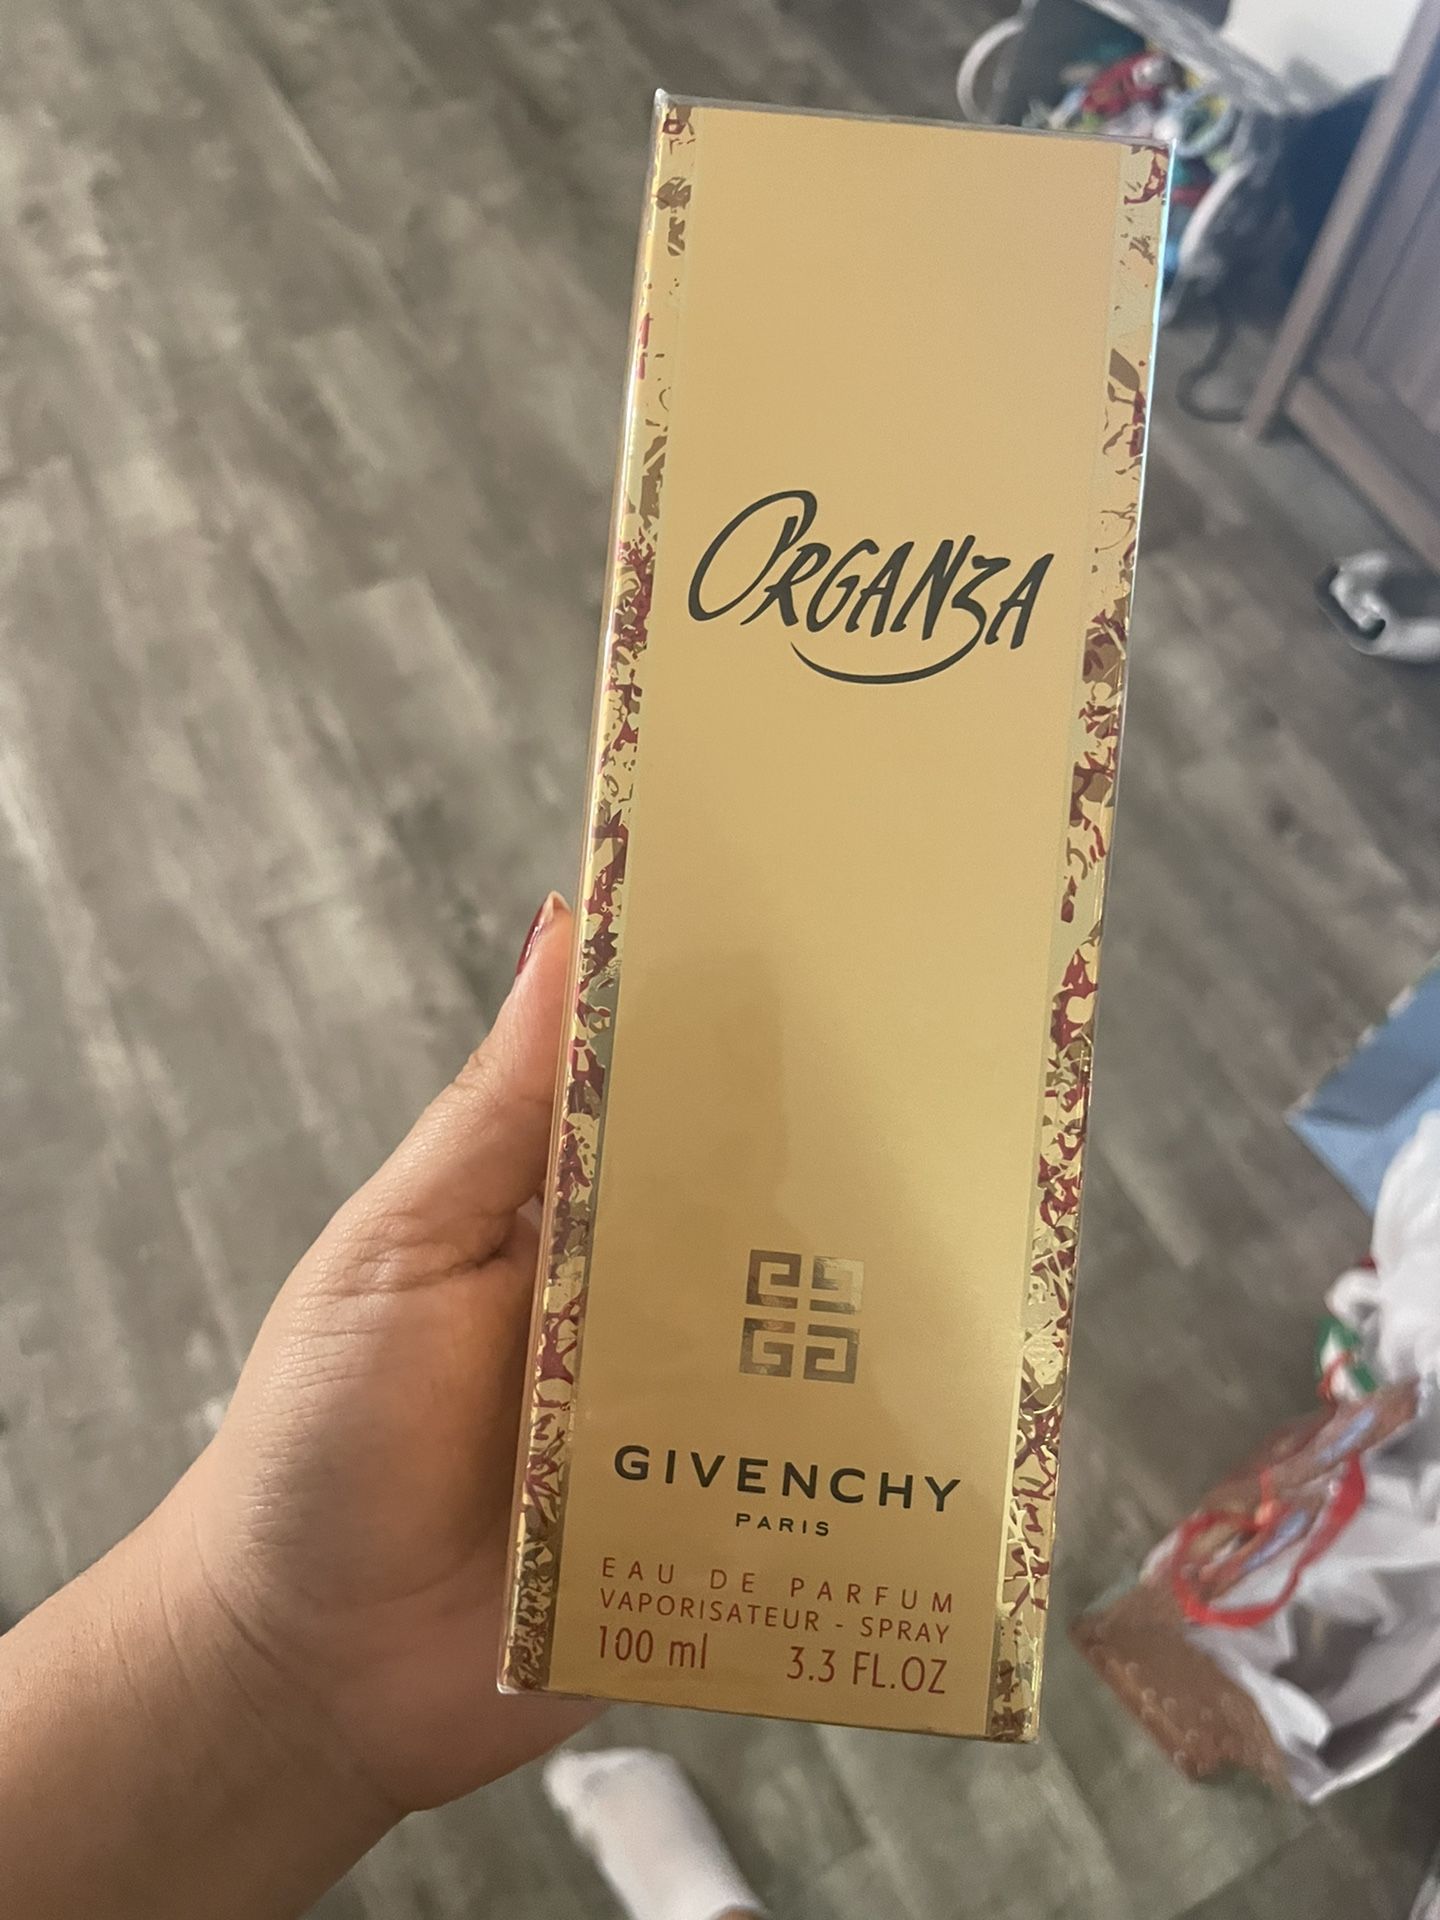 ORGANZA
GIVENCHY
PARIS
EAU DE PARFUM
VAPORISATEUR - SPRAY
100 ml 3.3 FL.OZ